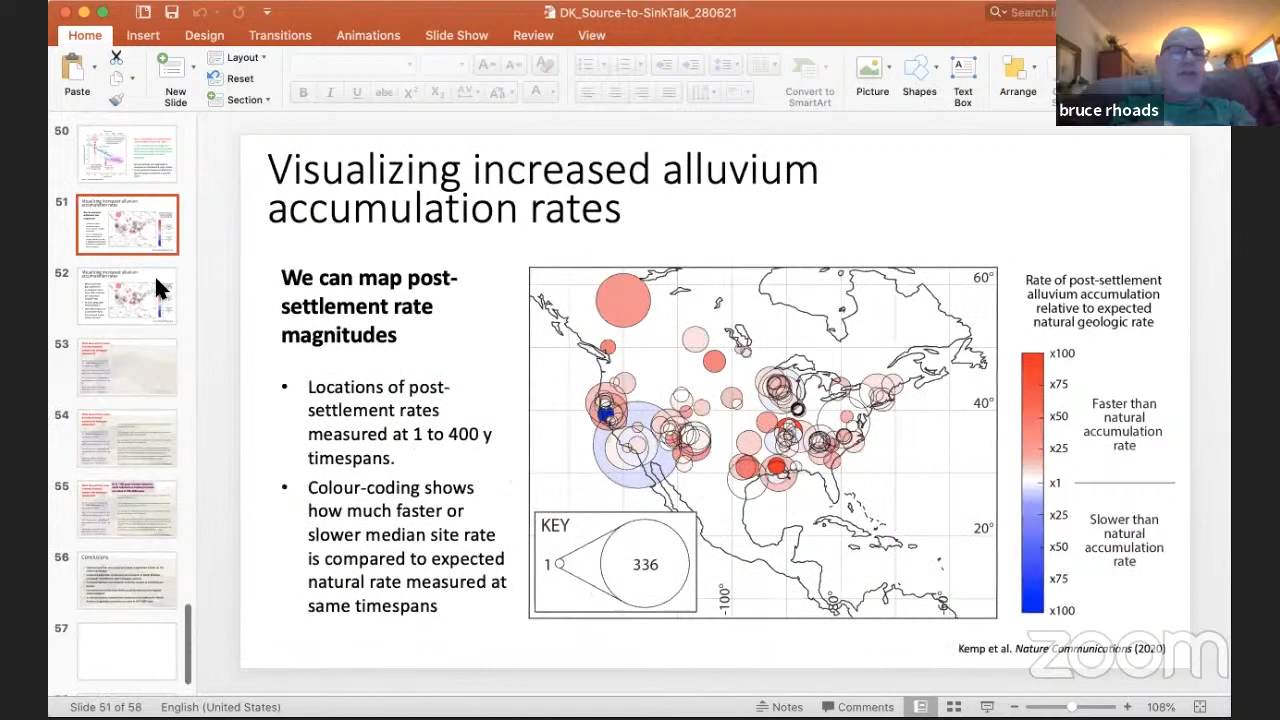 DK_Source-to-SinkTalk_280621
Search in
Home
Insert
Design
Transitions
Animations
Slide Show
Review
View
bruce rhoads
Paste
New
Slide
Layout
Reset
Section
Convert to
SmartArt
Picture
Shapes
Text
Box
Arrange
50
51
52
53
54
55
56
57
Conclusions
Visualizing increased alluvium
accumulation rates
We can map post-
settlement rate
magnitudes
• Locations of post-
settlement rates
measured at 1 to 400 y
timespans.
• Colour-coding shows
how much faster or
slower median site rate
is compared to expected
natural rate measured at
same timespans
60°
40°
20°
-100°
-60°
KEY
1
336
Rate of post-settlement
alluvium accumulation
relative to expected
natural geologic rate
x100
x75
x50
x25
x1
x25
x50
x75
x100
Faster than
natural
accumulation
rate
Slower than
natural
accumulation
rate
Kemp et al. Nature Communications (2020)
zoom
Slide 51 of 58
English (United States)
Notes
Comments
108%